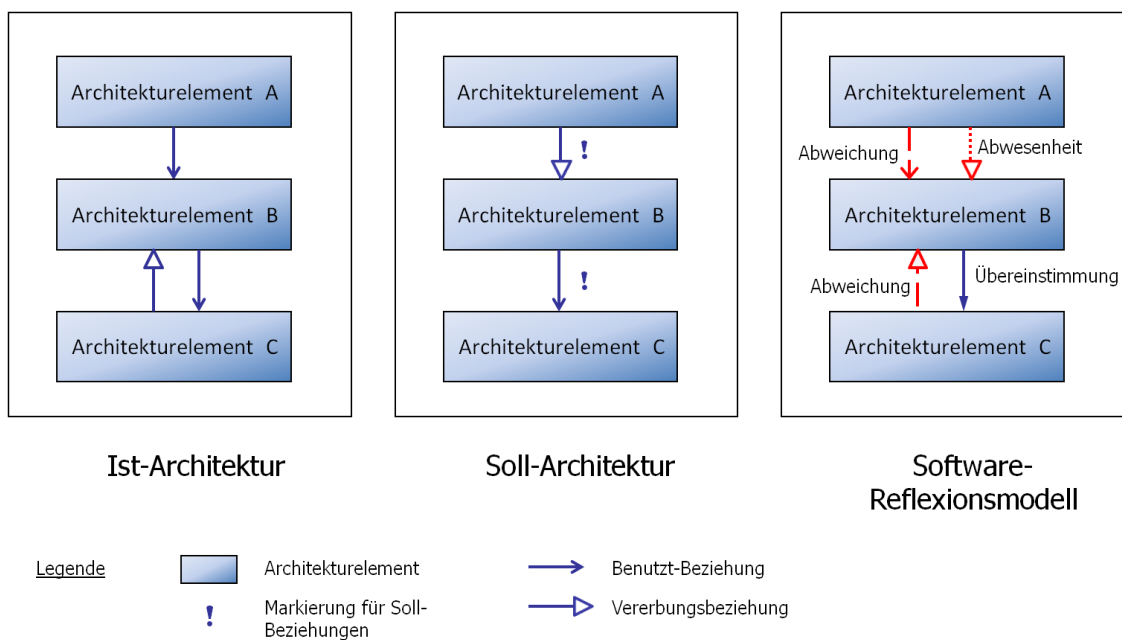 Architekturelement A
Architekturelement B
Architekturelement C
Ist-Architektur
Architekturelement A
!
Architekturelement B
!
Architekturelement C
Soll-Architektur
Architekturelement A
Abweichung
Abwesenheit
Architekturelement B
Abweichung
Übereinstimmung
Architekturelement C
Software-
Reflexionsmodell
Legende
Architekturelement
Benutzt-Beziehung
!
Markierung für Soll-
Beziehungen
Vererbungsbeziehung